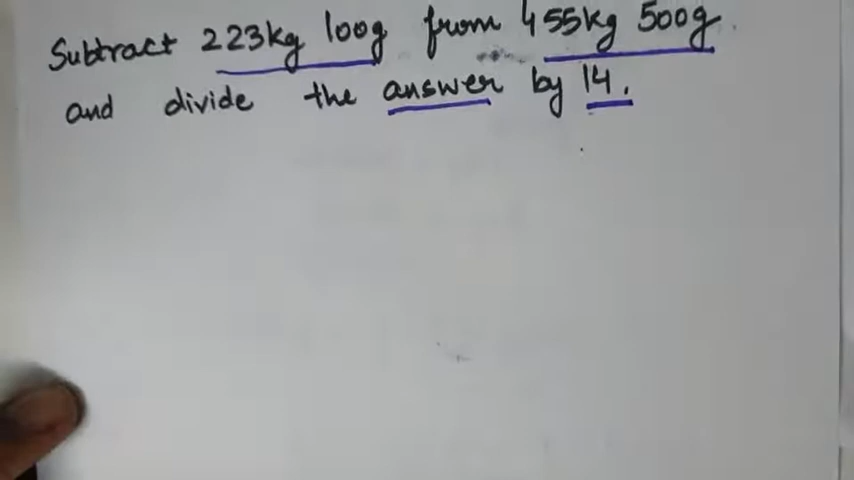 Subtract 223kg 100g from 455kg 500g.
and divide the answer by 14.